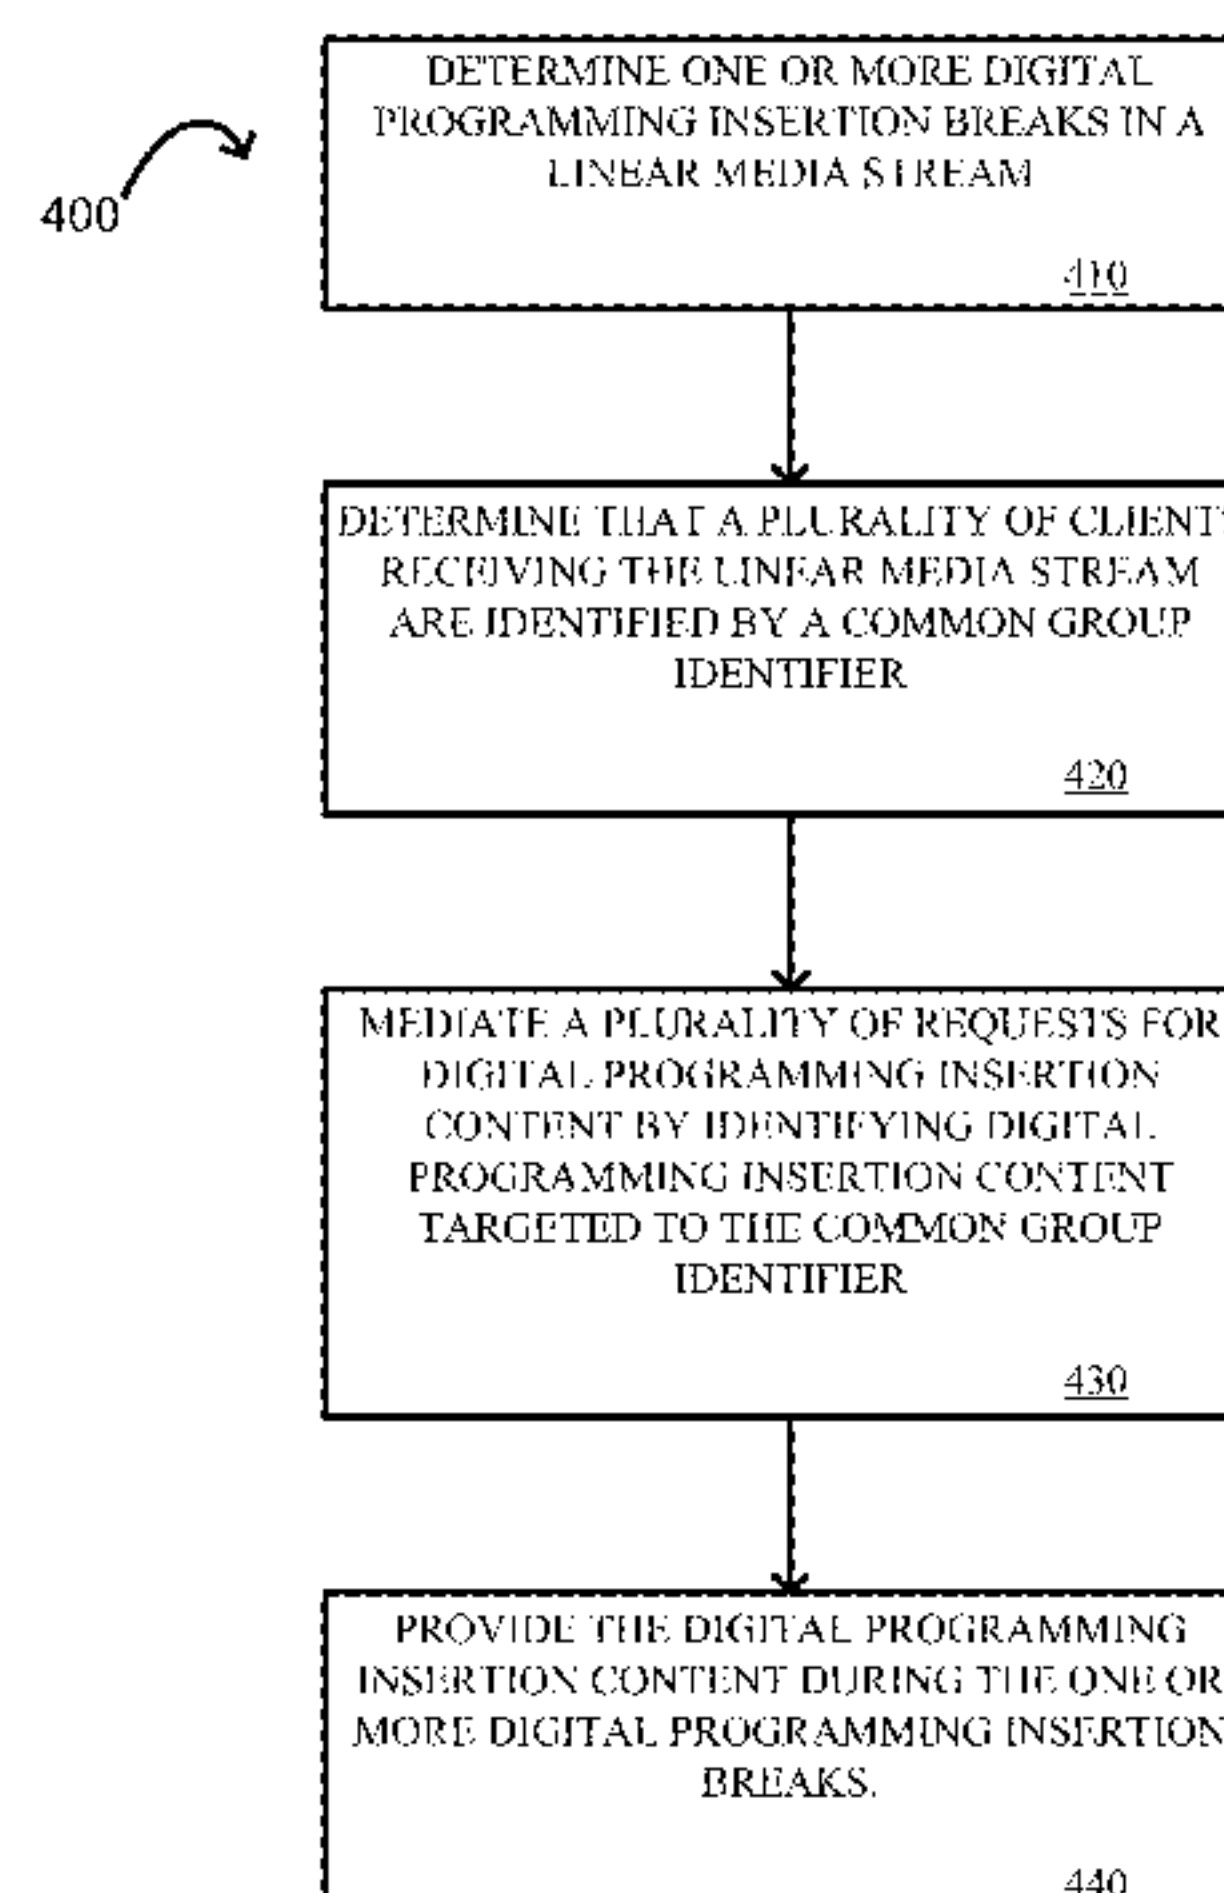 DETERMINE ONE OR MORE DIGITAL
PROGRAMMING INSERTION BREAKS IN A
LINEAR MEDIA STREAM
400
410
DETERMINE THAT A PLURALITY OF CLIENTS
RECEIVING THE LINEAR MEDIA STREAM
ARE IDENTIFIED BY A COMMON GROUP
IDENTIFIER
420
MEDIATE A PLURALITY OF REQUESTS FOR
DIGITAL PROGRAMMING INSERTION
CONTENT BY IDENTIFYING DIGITAL
PROGRAMMING INSERTION CONTENT
TARGETED TO THE COMMON GROUP
IDENTIFIER
430
PROVIDE THE DIGITAL PROGRAMMING
INSERTION CONTENT DURING THE ONE OR
MORE DIGITAL PROGRAMMING INSERTION
BREAKS.
440